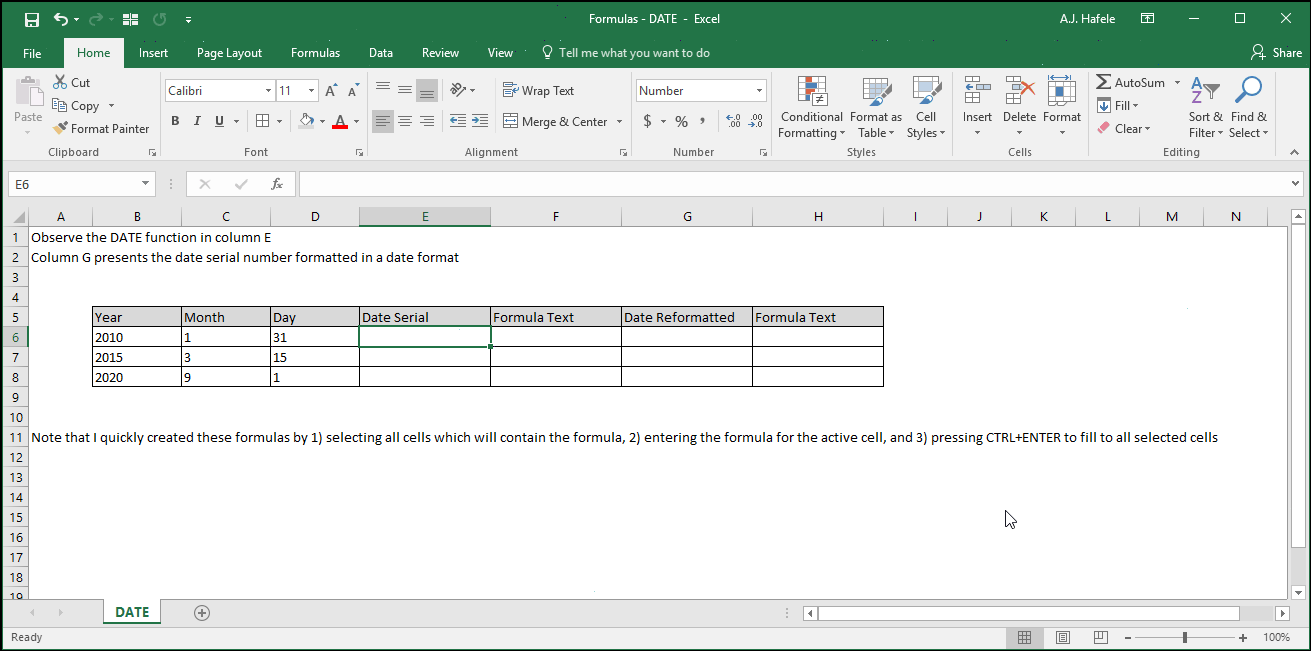 Formulas - DATE - Excel
A.J. Hafele
File Home Insert Page Layout Formulas Data Review View Tell me what you want to do Share
Paste
Cut
Copy
Format Painter
Clipboard
Calibri 11 A A
B I U A
Font
Wrap Text
Merge & Center
Alignment
Number
$ % , .00 .00
Number
Conditional Formatting
Format as Table
Cell Styles
Styles
Insert Delete Format
Cells
AutoSum
Fill
Clear
Sort & Filter
Find & Select
Editing
E6 fx
A B C D E F G H I J K L M N
1 Observe the DATE function in column E
2 Column G presents the date serial number formatted in a date format
3
4
5 Year Month Day Date Serial Formula Text Date Reformatted Formula Text
6 2010 1 31
7 2015 3 15
8 2020 9 1
9
10
11 Note that I quickly created these formulas by 1) selecting all cells which will contain the formula, 2) entering the formula for the active cell, and 3) pressing CTRL+ENTER to fill to all selected cells
12
13
14
15
16
17
18
19
DATE
Ready 100%